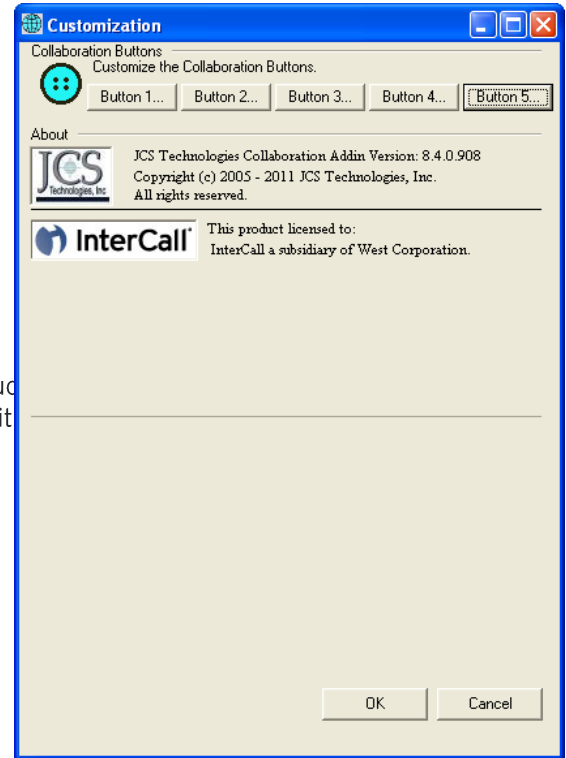 Customization
Collaboration Buttons
Customize the Collaboration Buttons.
Button 1... Button 2... Button 3... Button 4... Button 5...
About
JCS
Technologies, Inc
JCS Technologies Collaboration Addin Version: 8.4.0.908
Copyright (c) 2005 - 2011 JCS Technologies, Inc.
All rights reserved.
InterCall
This product licensed to:
InterCall a subsidiary of West Corporation.
it
OK Cancel